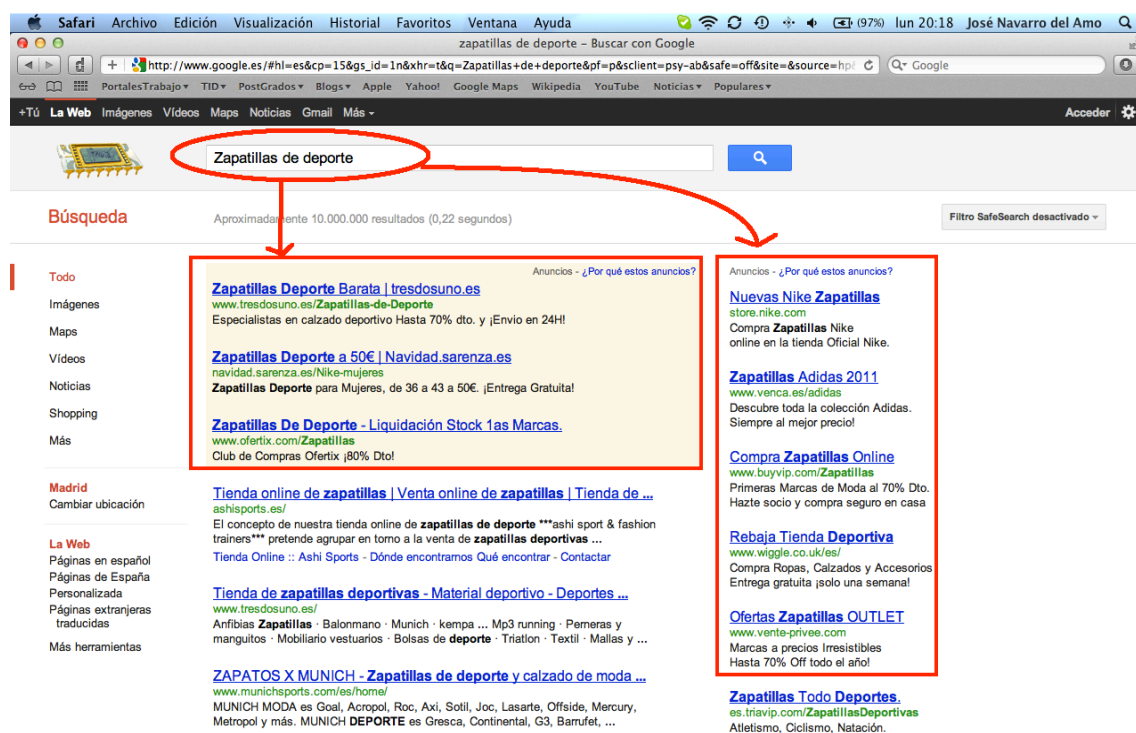 Safari Archivo Edición Visualización Historial Favoritos Ventana Ayuda (97%) lun 20:18 José Navarro del Amo
zapatillas de deporte – Buscar con Google
http://www.google.es/#hl=es&cp=15&gs_id=1n&xhr=t&q=Zapatillas+de+deporte&pf=p&sclient=psy-ab&safe=off&site=&source=hp Google
PortalesTrabajo TID PostGrados Blogs Apple Yahoo! Google Maps Wikipedia YouTube Noticias Populares
+Tú La Web Imágenes Vídeos Maps Noticias Gmail Más Acceder
Zapatillas de deporte
Búsqueda
Aproximadamente 10.000.000 resultados (0,22 segundos)
Filtro SafeSearch desactivado
Todo
Imágenes
Maps
Vídeos
Noticias
Shopping
Más
Madrid
Cambiar ubicación
La Web
Páginas en español
Páginas de España
Personalizada
Páginas extranjeras
traducidas
Más herramientas
Anuncios - ¿Por qué estos anuncios?
Zapatillas Deporte Barata | tresdosuno.es
www.tresdosuno.es/Zapatillas-de-Deporte
Especialistas en calzado deportivo Hasta 70% dto. y ¡Envio en 24H!
Zapatillas Deporte a 50€ | Navidad.sarenza.es
navidad.sarenza.es/Nike-mujeres
Zapatillas Deporte para Mujeres, de 36 a 43 a 50€. ¡Entrega Gratuita!
Zapatillas De Deporte - Liquidación Stock 1as Marcas.
www.ofertix.com/Zapatillas
Club de Compras Ofertix ¡80% Dto!
Tienda online de zapatillas | Venta online de zapatillas | Tienda de ...
ashisports.es/
El concepto de nuestra tienda online de zapatillas de deporte ***ashi sport & fashion
trainers*** pretende agrupar en torno a la venta de zapatillas deportivas ...
Tienda Online :: Ashi Sports - Dónde encontrarnos Qué encontrar - Contactar
Tienda de zapatillas deportivas - Material deportivo - Deportes ...
www.tresdosuno.es/
Anfibias Zapatillas · Balonmano · Munich · kempa ... Mp3 running · Perneras y
manguitos · Mobiliario vestuarios · Bolsas de deporte · Triatlon · Textil · Mallas y ...
ZAPATOS X MUNICH - Zapatillas de deporte y calzado de moda ...
www.munichsports.com/es/home/
MUNICH MODA es Goal, Acropol, Roc, Axi, Sotil, Joc, Lasarte, Offside, Mercury,
Metropol y más. MUNICH DEPORTE es Gresca, Continental, G3, Barrufet, ...
Anuncios - ¿Por qué estos anuncios?
Nuevas Nike Zapatillas
store.nike.com
Compra Zapatillas Nike
online en la tienda Oficial Nike.
Zapatillas Adidas 2011
www.venca.es/adidas
Descubre toda la colección Adidas.
Siempre al mejor precio!
Compra Zapatillas Online
www.buyvip.com/Zapatillas
Primeras Marcas de Moda al 70% Dto.
Hazte socio y compra seguro en casa
Rebaja Tienda Deportiva
www.wiggle.co.uk/es/
Compra Ropas, Calzados y Accesorios
Entrega gratuita ¡solo una semana!
Ofertas Zapatillas OUTLET
www.vente-privee.com
Marcas a precios Irresistibles
Hasta 70% Off todo el año!
Zapatillas Todo Deportes.
es.triavip.com/ZapatillasDeportivas
Atletismo, Ciclismo, Natación.